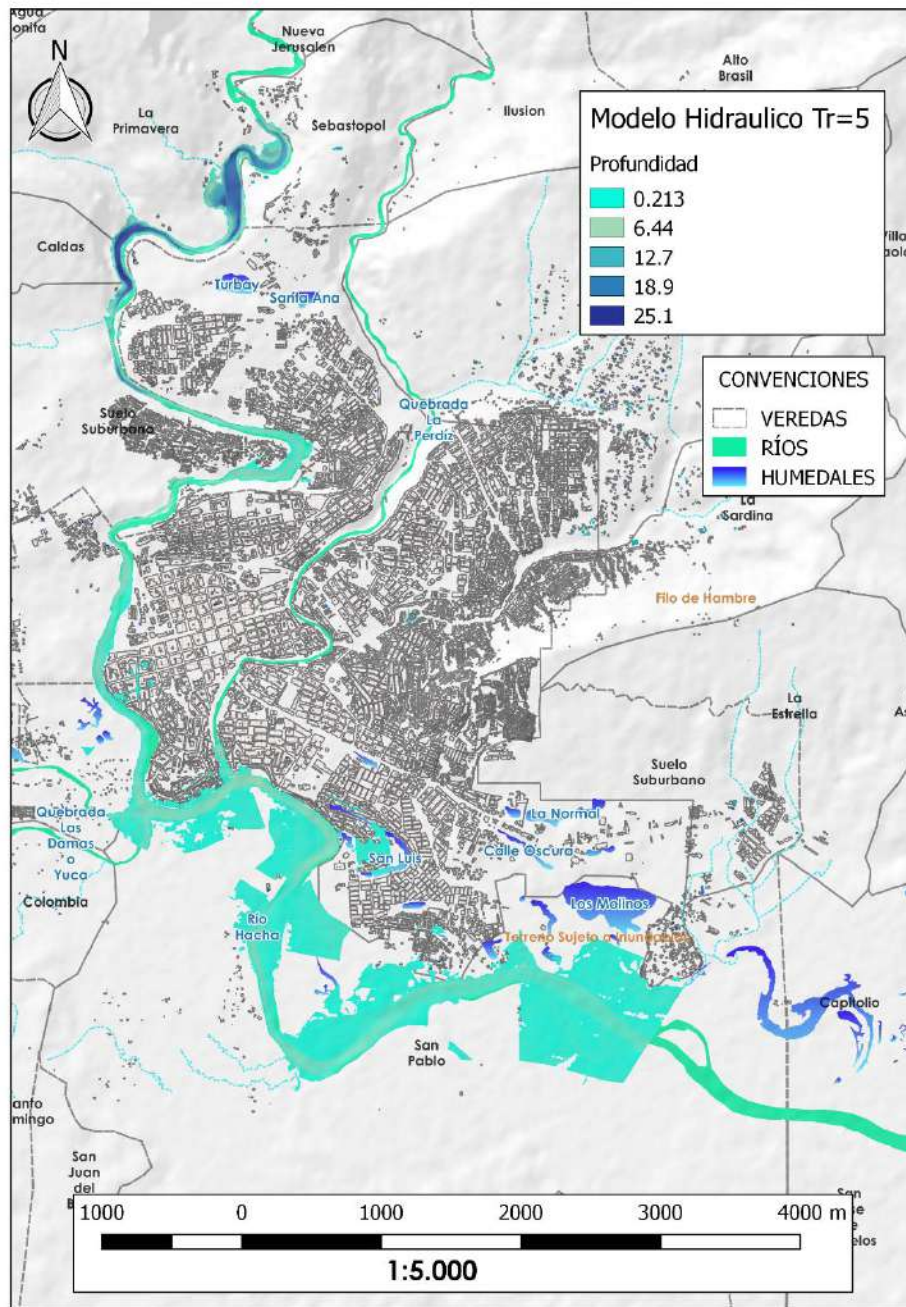 Nueva
Jerusalen
N
La
Primavera
Sebastopol
Ilusion
Alto
Brasil
Modelo Hidraulico Tr=5
Profundidad
0.213
6.44
12.7
18.9
25.1
Caldas
Turbay
Santa Ana
CONVENCIONES
VEREDAS
RÍOS
HUMEDALES
Quebrada
La
Perdiz
Suelo
Suburbano
La
Sardina
Filo de Hambre
La
Estrella
Suelo
Suburbano
Quebrada
Las
Damas
o
Yuca
Colombia
La Normal
Calle Oscura
San Luis
Los Molinos
Rio
Hacha
Terreno Sujeto a
Capitolio
San
Pablo
San
Juan
del
1000
0
1000
2000
3000
4000 m
1:5.000